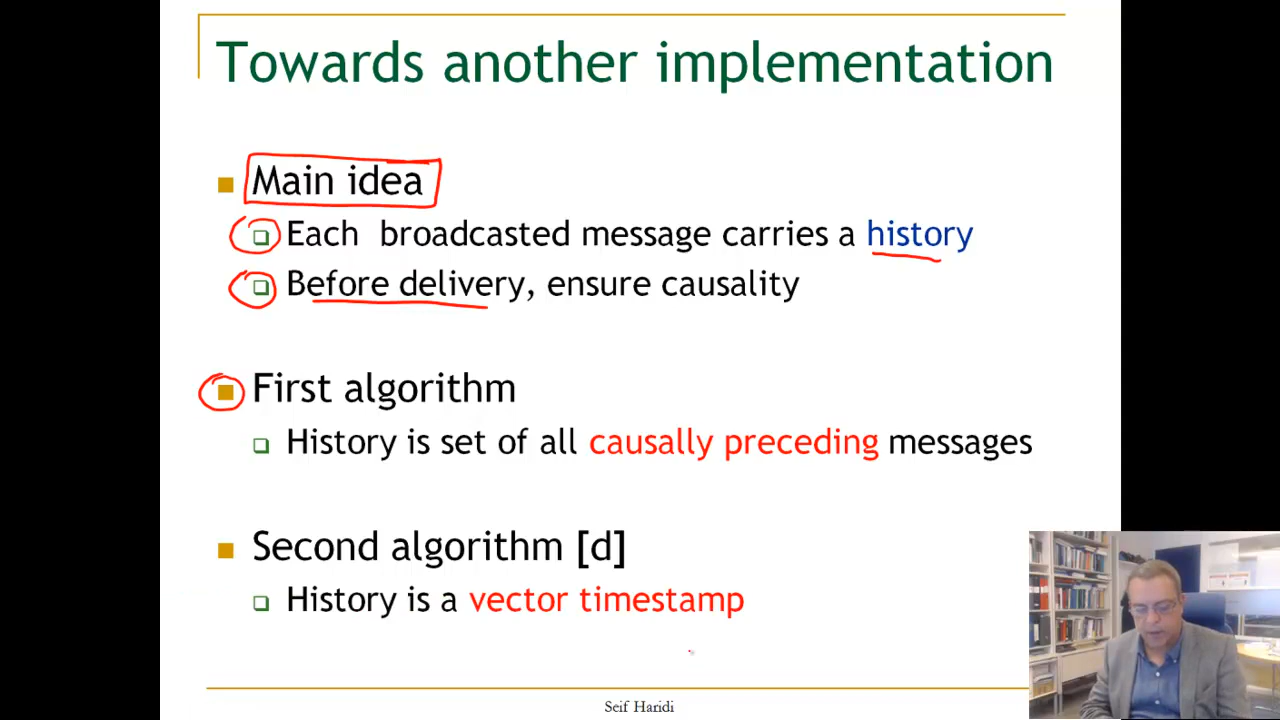 Towards another implementation
Main idea
Each broadcasted message carries a history
Before delivery, ensure causality
First algorithm
History is set of all causally preceding messages
Second algorithm [d]
History is a vector timestamp
Seif Haridi